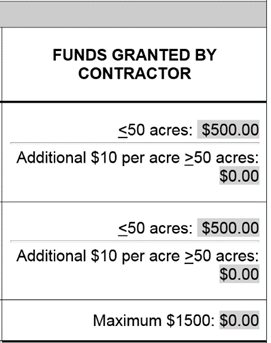 FUNDS GRANTED BY
CONTRACTOR
≤50 acres: $500.00
Additional $10 per acre ≥50 acres:
$0.00
≤50 acres: $500.00
Additional $10 per acre ≥50 acres:
$0.00
Maximum $1500: $0.00